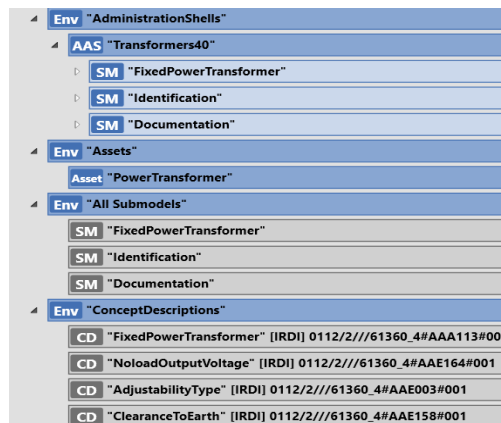 Env "AdministrationShells"
AAS "Transformers40"
SM "FixedPowerTransformer"
SM "Identification"
SM "Documentation"
Env "Assets"
Asset "PowerTransformer"
Env "All Submodels"
SM "FixedPowerTransformer"
SM "Identification"
SM "Documentation"
Env "ConceptDescriptions"
CD "FixedPowerTransformer" [IRDI] 0112/2///61360_4#AAA113#00
CD "NoloadOutputVoltage" [IRDI] 0112/2///61360_4#AAE164#001
CD "AdjustabilityType" [IRDI] 0112/2///61360_4#AAE003#001
CD "ClearanceToEarth" [IRDI] 0112/2///61360_4#AAE158#001